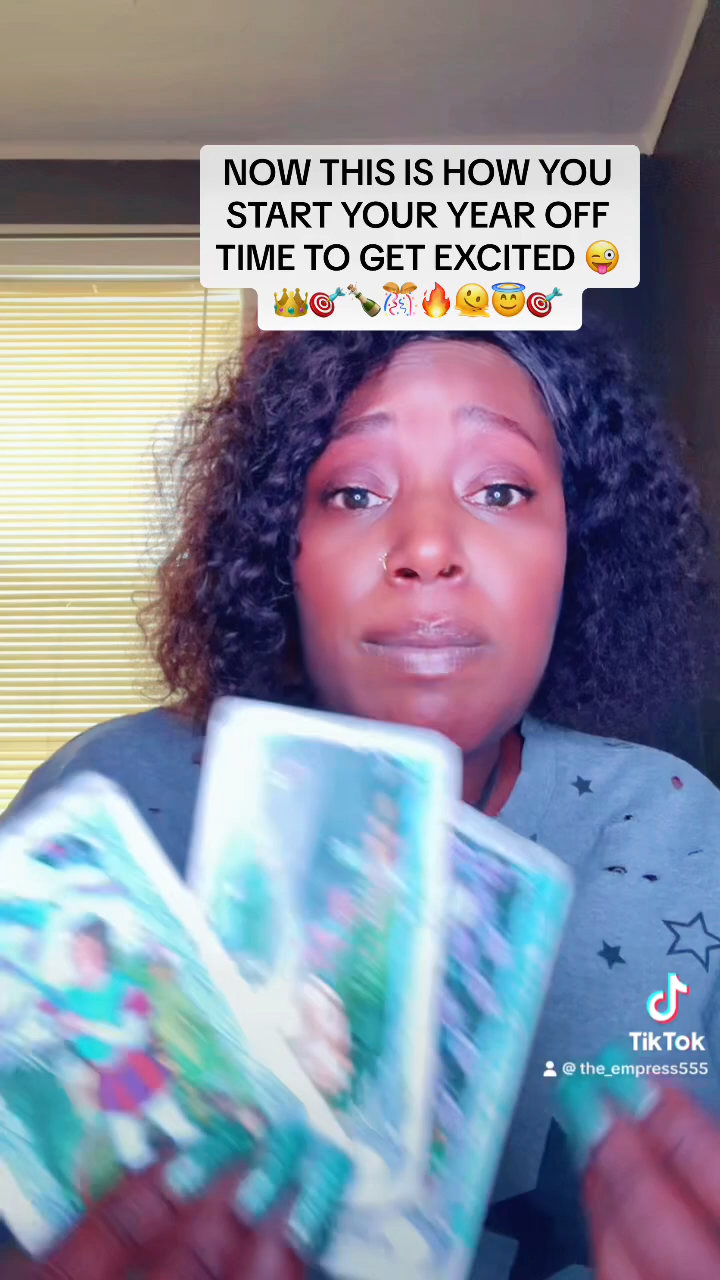 NOW THIS IS HOW YOU
START YOUR YEAR OFF
TIME TO GET EXCITED 😜
👑🎯🍾🎊🔥🫠😇🎯
TikTok
@the_empress555